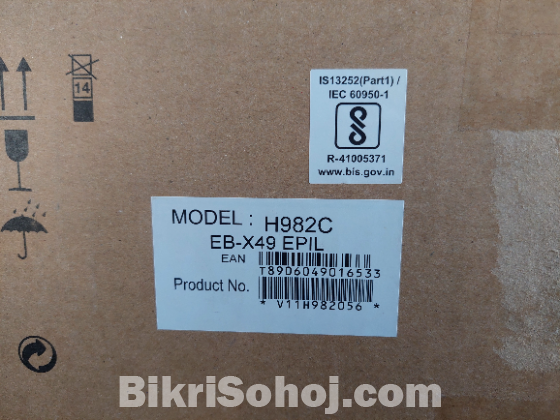 14
IS13252(Part1) /
IEC 60950-1
R-41005371
www.bis.gov.in
MODEL : H982C
EB-X49 EPIL
EAN
T8906049016533
Product No.
* V11H982056 *
BikriSohoj.com